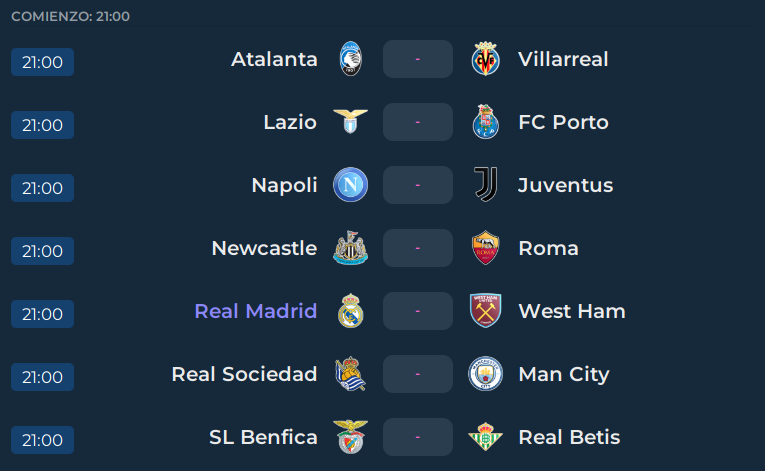 COMIENZO: 21:00
21:00 Atalanta - Villarreal
21:00 Lazio - FC Porto
21:00 Napoli - Juventus
21:00 Newcastle - Roma
21:00 Real Madrid - West Ham
21:00 Real Sociedad - Man City
21:00 SL Benfica - Real Betis